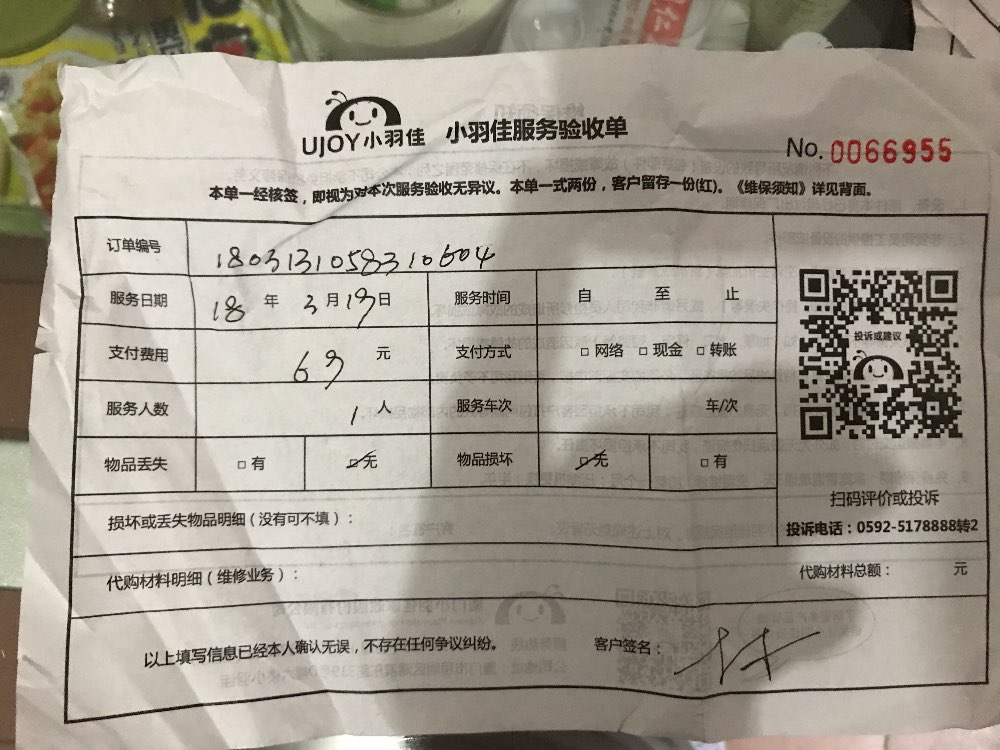 UJOY小羽佳 小羽佳服务验收单
No. 0066955
本单一经核签，即视为对本次服务验收无异议。本单一式两份，客户留存一份(红)。《维保须知》详见背面。
订单编号 1803131058310604
服务日期 18 年 3 月 19 日 服务时间 自 至 止
投诉或建议
支付费用 69 元 支付方式 □ 网络 □ 现金 □ 转账
服务人数 1 人 服务车次 车/次
物品丢失 □ 有 □ 无 物品损坏 □ 无 □ 有
扫码评价或投诉
损坏或丢失物品明细（没有可不填）：
投诉电话：0592-5178888转2
代购材料明细（维修业务）： 代购材料总额： 元
以上填写信息已经本人确认无误，不存在任何争议纠纷。 客户签名：